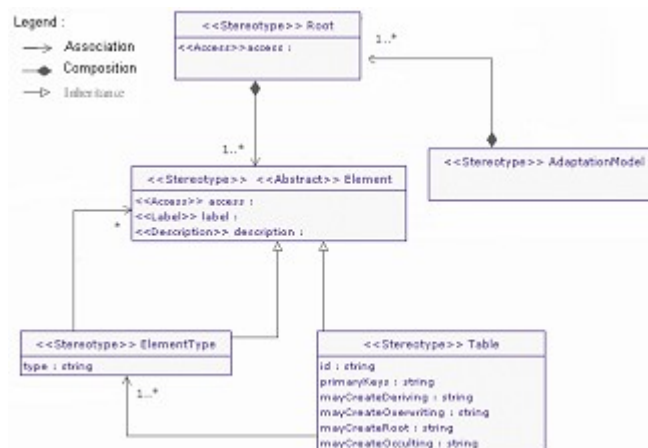 Legend :
Association
Composition
Inheritance
<<Stereotype>> Root
<<Access>>access :
1..*
<<Stereotype>> AdaptationModel
1..*
<<Stereotype>> <<Abstract>> Element
<<Access>> access :
<<Label>> label :
<<Description>> description :
*
<<Stereotype>> ElementType
type : string
1..*
<<Stereotype>> Table
id : string
primaryKeys : string
mayCreateDeriving : string
mayCreateOverwriting : string
mayCreateRoot : string
mayCreateOcculting : string